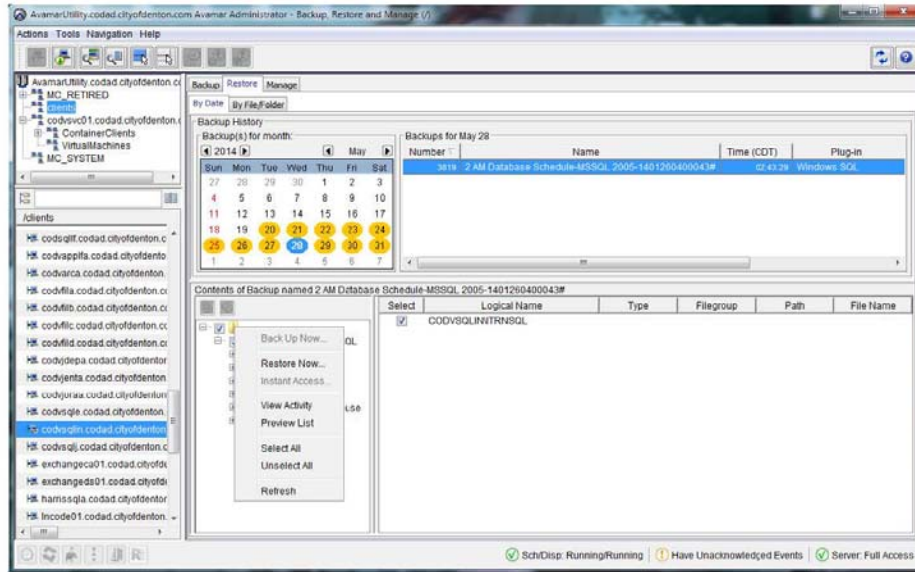 AvamarUtility.codad.cityofdenton.com Avamar Administrator - Backup, Restore and Manage (/)
Actions Tools Navigation Help
AvamarUtility.codad.cityofdenton.cc
MC_RETIRED
clients
codvsvc01.codad.cityofdenton.c
ContainerClients
VirtualMachines
MC_SYSTEM
/clients
codvappfa.codad.cityofdento
codvarca.codad.cityofdenton.
codvfila.codad.cityofdenton.cc
codvfilb.codad.cityofdenton.cc
codvfilc.codad.cityofdenton.cc
codvfild.codad.cityofdenton.cc
codvjdepa.codad.cityofdentor
codvjenta.codad.cityofdenton
codvjoraa.codad.cityofdenton
codvsqle.codad.cityofdenton.
codvsqlin.codad.cityofdenton
codvsqlj.codad.cityofdenton.c
exchangeca01.codad.cityofde
exchangeds01.codad.cityofd
harrissqla.codad.cityofdentor
Incode01.codad.cityofdenton.
Backup Restore Manage
By Date By File/Folder
Backup History
Backup(s) for month:
2014 May
Sun Mon Tue Wed Thu Fri Sat
27 28 29 30 1 2 3
4 5 6 7 8 9 10
11 12 13 14 15 16 17
18 19 20 21 22 23 24
25 26 27 28 29 30 31
1 2 3 4 5 6 7
Backups for May 28
Number Name Time (CDT) Plug-in
3819 2 AM Database Schedule-MSSQL 2005-1401260400043# 02:43:29 Windows SQL
Contents of Backup named 2 AM Database Schedule-MSSQL 2005-1401260400043#
QL
use
Back Up Now...
Restore Now...
Instant Access...
View Activity
Preview List
Select All
Unselect All
Refresh
Select Logical Name Type Filegroup Path File Name
CODVSQLIN\ITRNSQL
Sch/Disp: Running/Running Have Unacknowledged Events Server: Full Access